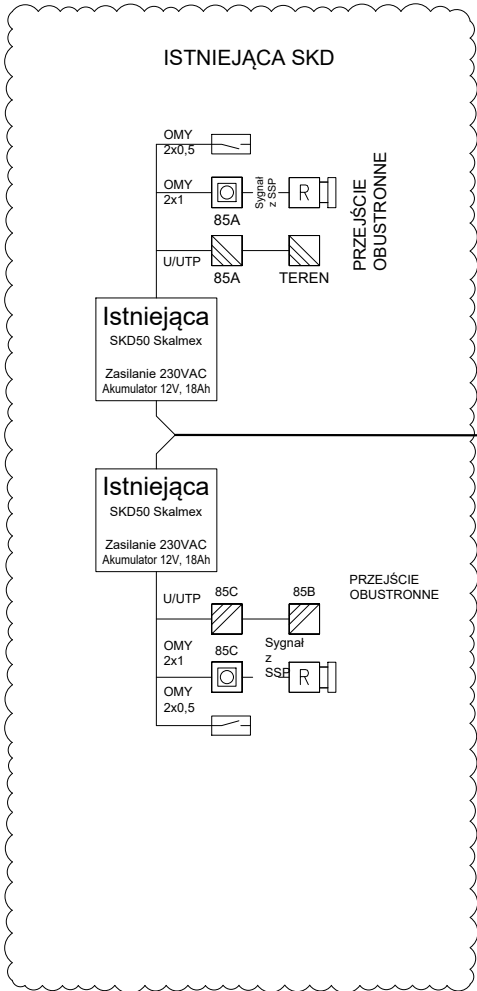 ISTNIEJĄCA SKD
OMY
2x0,5
OMY
2x1
85A
Sygnał
z SSP
R
PRZEJŚCIE
OBUSTRONNE
U/UTP
85A
TEREN
Istniejąca
SKD50 Skalmex
Zasilanie 230VAC
Akumulator 12V, 18Ah
Istniejąca
SKD50 Skalmex
Zasilanie 230VAC
Akumulator 12V, 18Ah
U/UTP
85C
85B
PRZEJŚCIE
OBUSTRONNE
OMY
2x1
85C
Sygnał
z
SSP
R
OMY
2x0,5